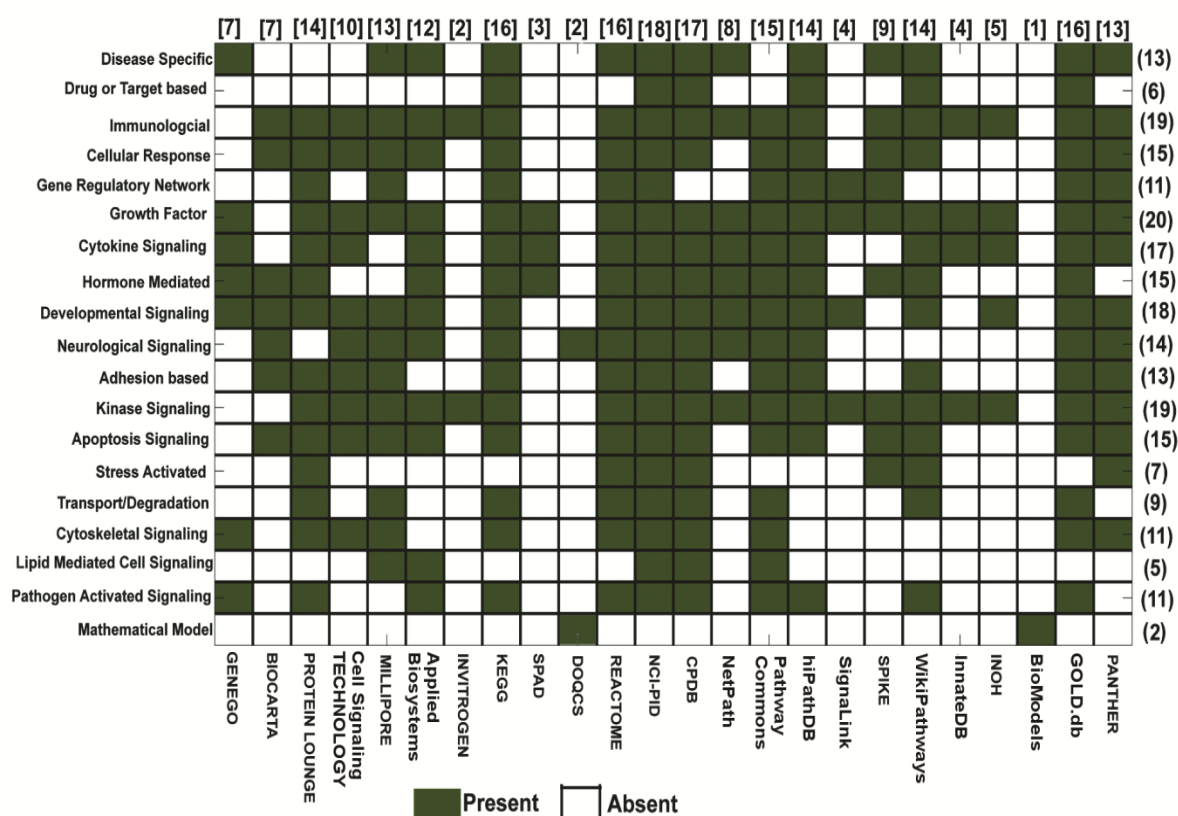 [7] [7] [14] [10] [13] [12] [2] [16] [3] [2] [16] [18] [17] [8] [15] [14] [4] [9] [14] [4] [5] [1] [16] [13]
Disease Specific (13)
Drug or Target based (6)
Immunologcial (19)
Cellular Response (15)
Gene Regulatory Network (11)
Growth Factor (20)
Cytokine Signaling (17)
Hormone Mediated (15)
Developmental Signaling (18)
Neurological Signaling (14)
Adhesion based (13)
Kinase Signaling (19)
Apoptosis Signaling (15)
Stress Activated (7)
Transport/Degradation (9)
Cytoskeletal Signaling (11)
Lipid Mediated Cell Signaling (5)
Pathogen Activated Signaling (11)
Mathematical Model (2)
GENEGO
BIOCARTA
PROTEIN LOUNGE
Cell Signaling
TECHNOLOGY
MILLIPORE
Applied
Biosystems
INVITROGEN
KEGG
SPAD
DOQCS
REACTOME
NCI-PID
CPDB
NetPath
Pathway
Commons
hiPathDB
SignaLink
SPIKE
WikiPathways
InnateDB
INOH
BioModels
GOLD.db
PANTHER
Present
Absent